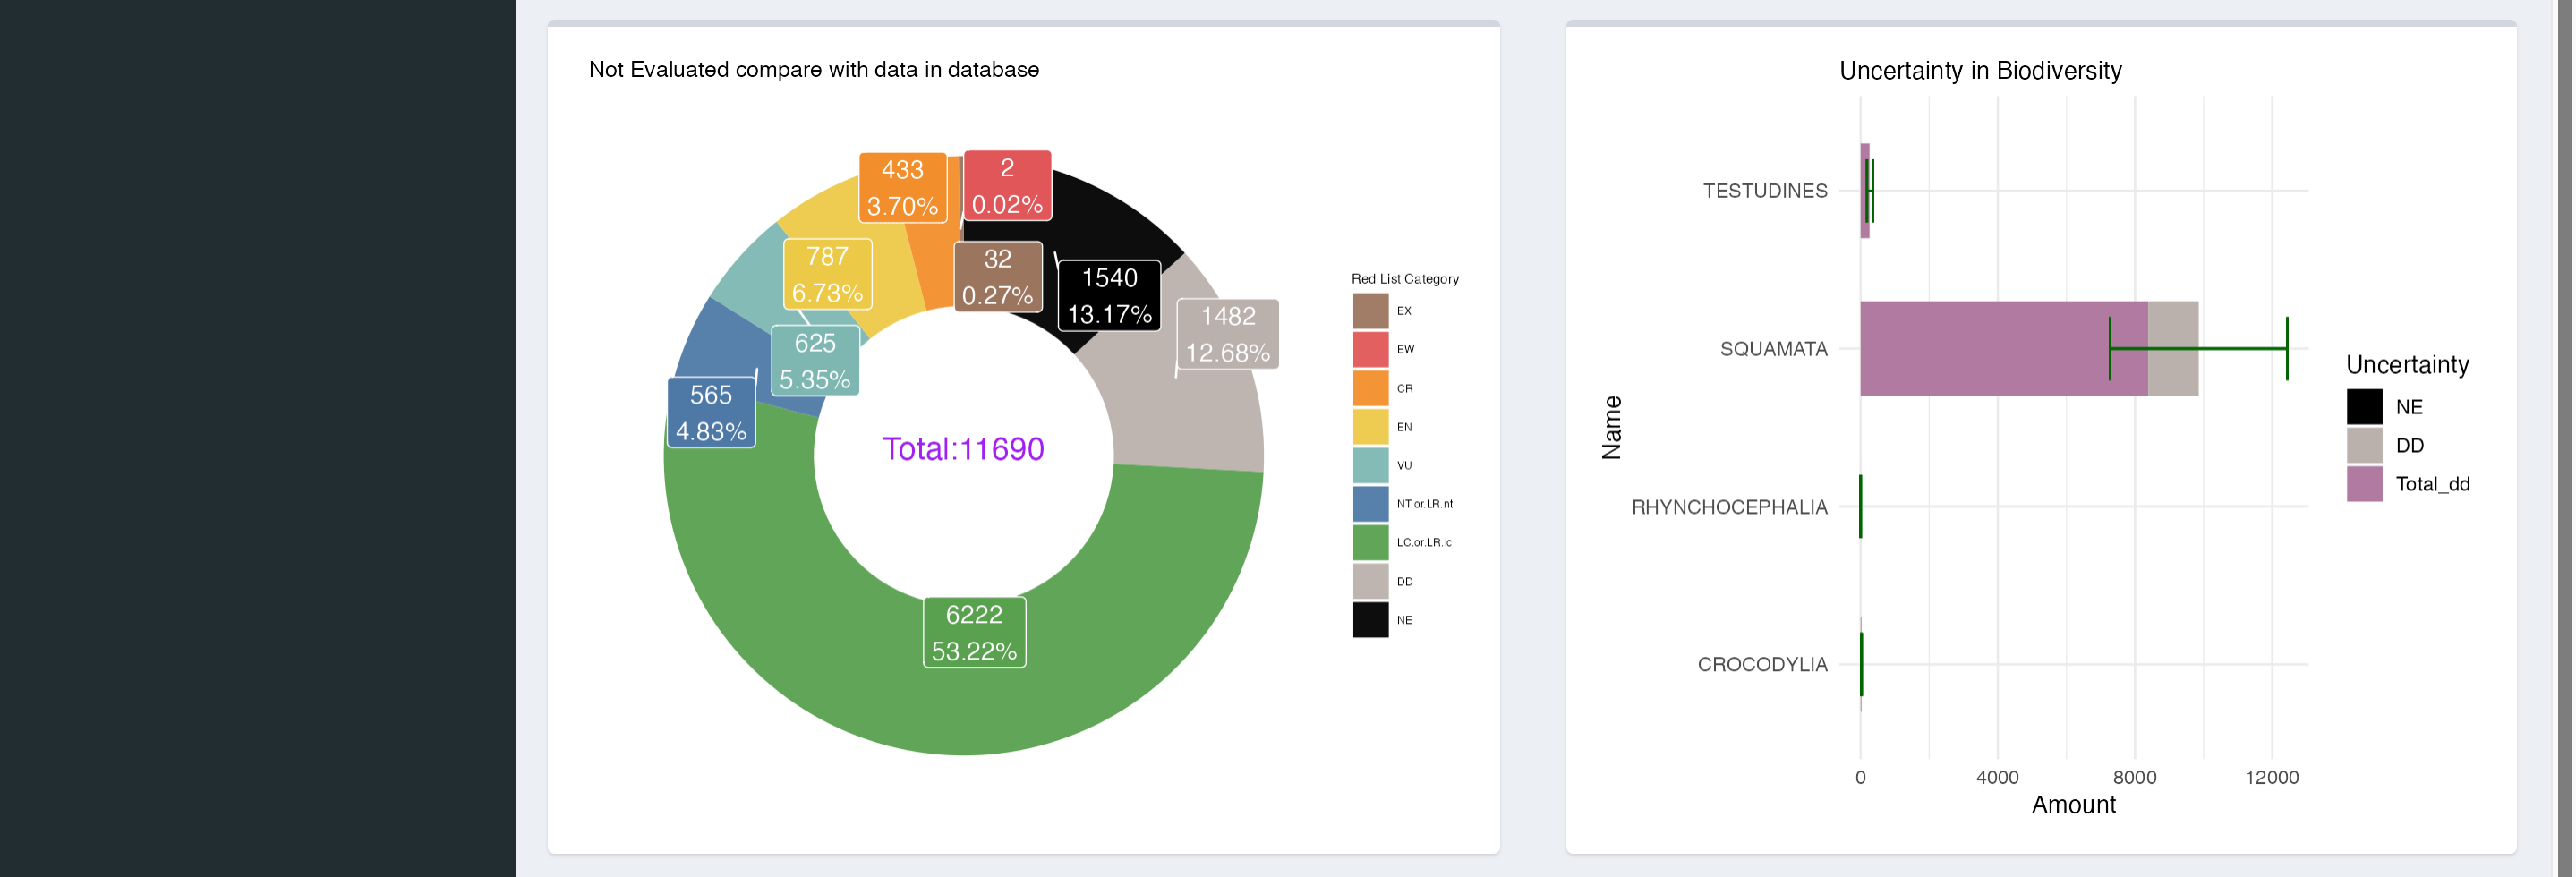 Not Evaluated compare with data in database
433
3.70%
2
0.02%
787
6.73%
32
0.27%
1540
13.17%
1482
12.68%
625
5.35%
565
4.83%
Total:11690
6222
53.22%
Red List Category
EX
EW
CR
EN
VU
NT.or.LR.nt
LC.or.LR.lc
DD
NE
Uncertainty in Biodiversity
Name
TESTUDINES
SQUAMATA
RHYNCHOCEPHALIA
CROCODYLIA
0
4000
8000
12000
Amount
Uncertainty
NE
DD
Total_dd